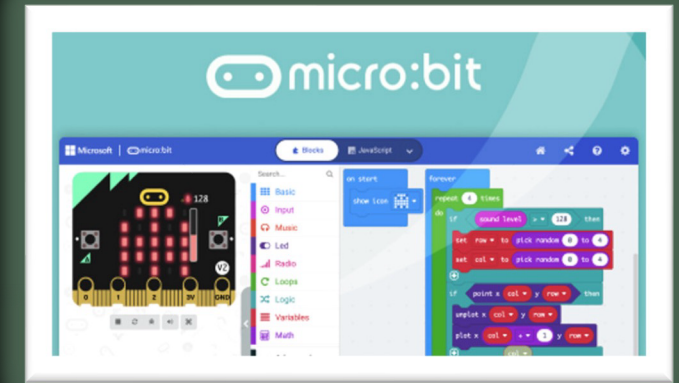 micro:bit
Microsoft | micro:bit
Blocks
JavaScript
Search...
128
V2
0 1 2 3V GND
Basic
Input
Music
Led
Radio
Loops
Logic
Variables
Math
on start
show icon
forever
repeat 4 times
do
if sound level > 128 then
set row to pick random 0 to 4
set col to pick random 0 to 4
if point x col y row then
unplot x col y row
plot x col + 1 y row
col